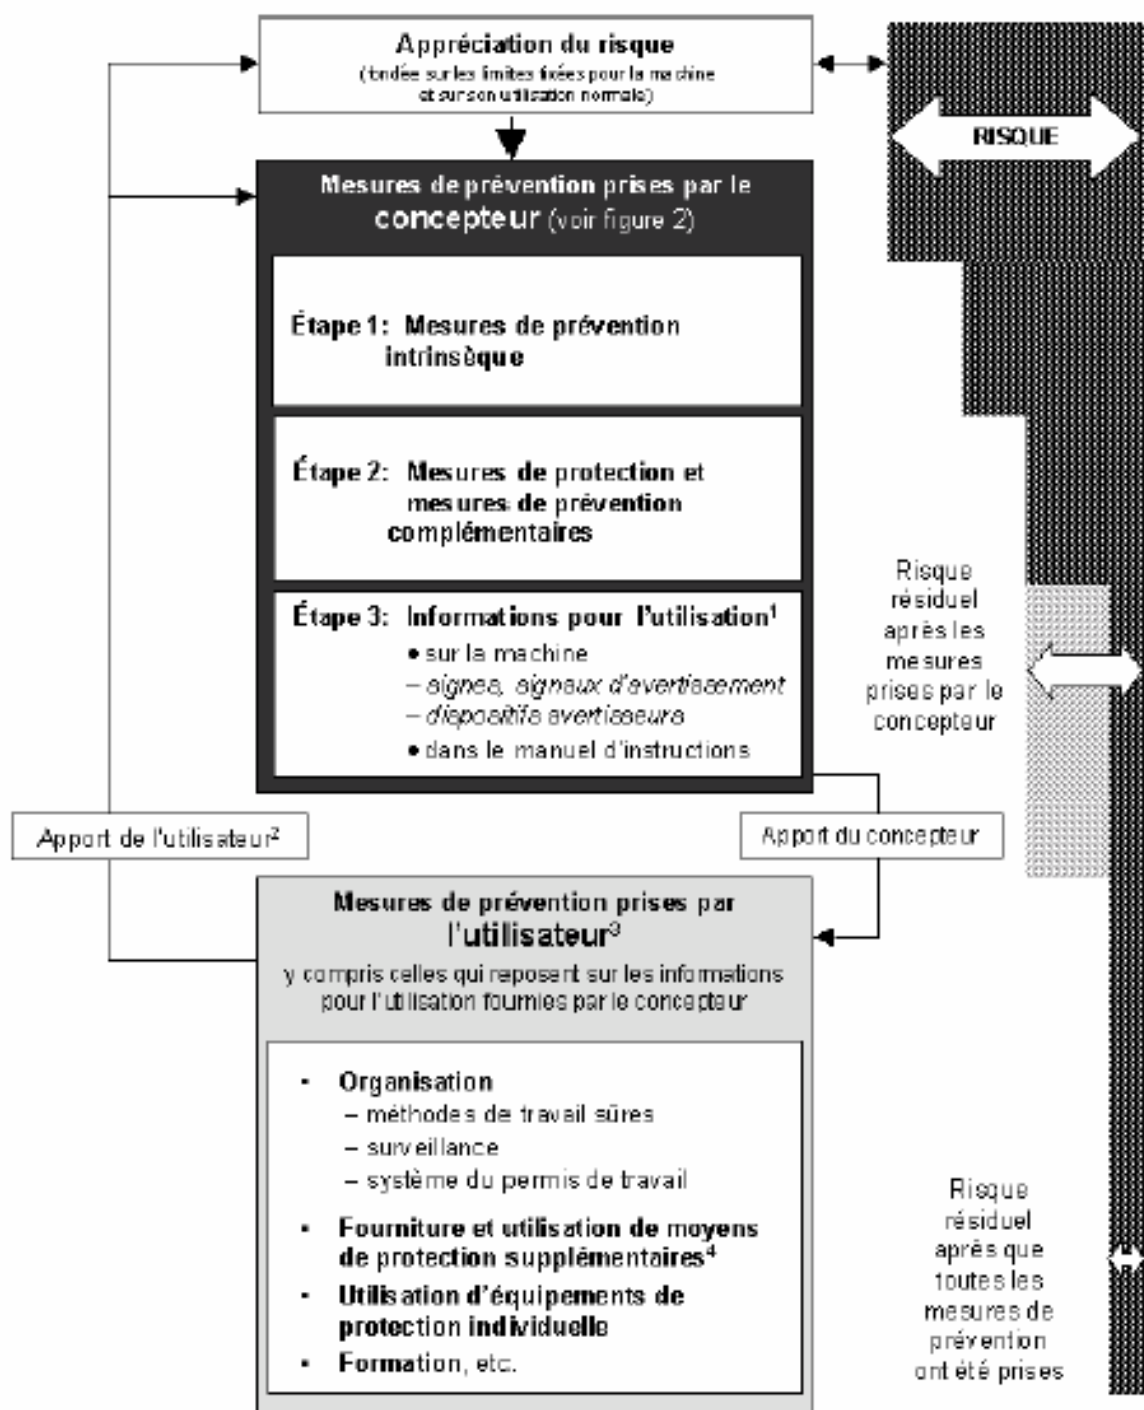 Appréciation du risque
(fondée sur les limites fixées pour la machine
et sur son utilisation normale)
RISQUE
Mesures de prévention prises par le
concepteur (voir figure 2)
Étape 1: Mesures de prévention
intrinsèque
Étape 2: Mesures de protection et
mesures de prévention
complémentaires
Étape 3: Informations pour l'utilisation¹
• sur la machine
– signes, signaux d'avertissement
– dispositifs avertisseurs
• dans le manuel d'instructions
Risque
résiduel
après les
mesures
prises par le
concepteur
Apport de l'utilisateur²
Apport du concepteur
Mesures de prévention prises par
l'utilisateur³
y compris celles qui reposent sur les informations
pour l'utilisation fournies par le concepteur
▪ Organisation
– méthodes de travail sûres
– surveillance
– système du permis de travail
▪ Fourniture et utilisation de moyens
de protection supplémentaires⁴
▪ Utilisation d'équipements de
protection individuelle
▪ Formation, etc.
Risque
résiduel
après que
toutes les
mesures de
prévention
ont été prises